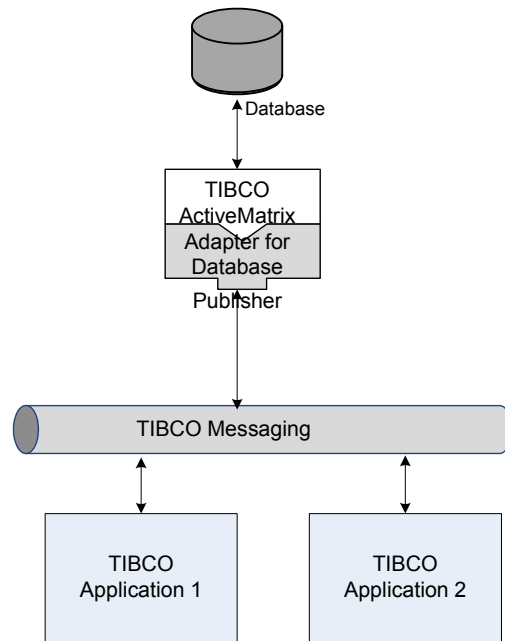 Database
TIBCO
ActiveMatrix
Adapter for
Database
Publisher
TIBCO Messaging
TIBCO
Application 1
TIBCO
Application 2